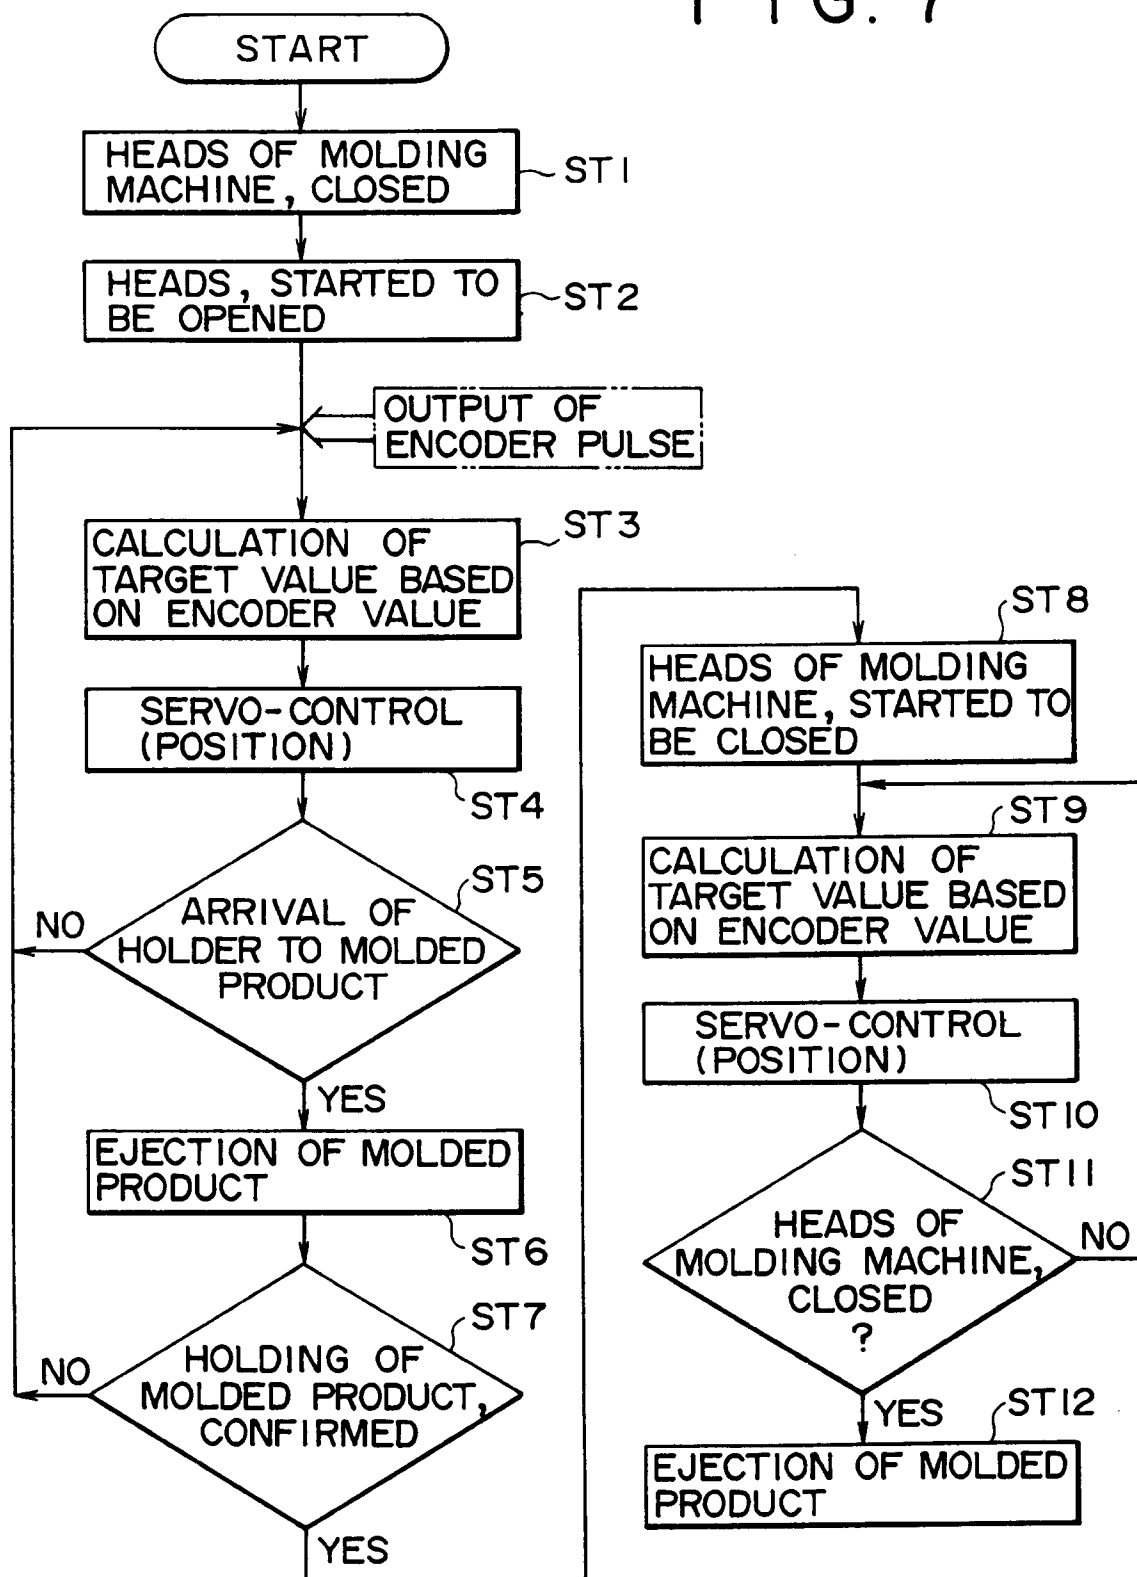 FIG. 7
START
HEADS OF MOLDING
MACHINE, CLOSED
ST1
HEADS, STARTED TO
BE OPENED
ST2
OUTPUT OF
ENCODER PULSE
CALCULATION OF
TARGET VALUE BASED
ON ENCODER VALUE
ST3
SERVO-CONTROL
(POSITION)
ST4
ARRIVAL OF
HOLDER TO MOLDED
PRODUCT
ST5
NO
YES
EJECTION OF MOLDED
PRODUCT
ST6
HOLDING OF
MOLDED PRODUCT,
CONFIRMED
ST7
NO
YES
HEADS OF MOLDING
MACHINE, STARTED TO
BE CLOSED
ST8
CALCULATION OF
TARGET VALUE BASED
ON ENCODER VALUE
ST9
SERVO-CONTROL
(POSITION)
ST10
HEADS OF
MOLDING MACHINE,
CLOSED
?
ST11
NO
YES
EJECTION OF MOLDED
PRODUCT
ST12